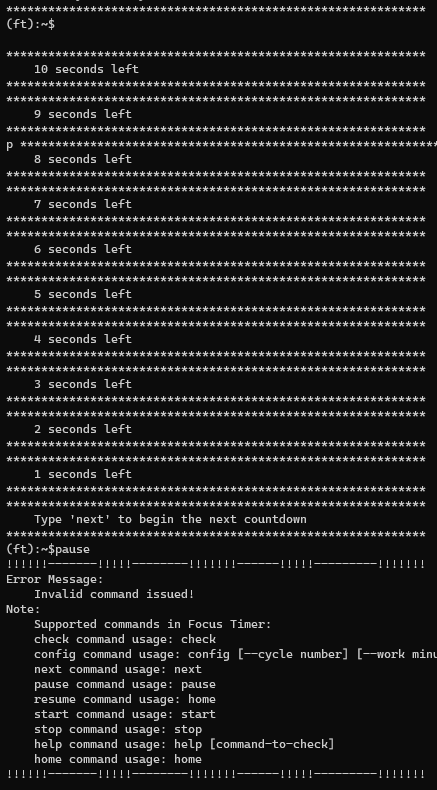 ************************************************************
(ft):~$
************************************************************
    10 seconds left
************************************************************
************************************************************
    9 seconds left
************************************************************
p ************************************************************
    8 seconds left
************************************************************
************************************************************
    7 seconds left
************************************************************
************************************************************
    6 seconds left
************************************************************
************************************************************
    5 seconds left
************************************************************
************************************************************
    4 seconds left
************************************************************
************************************************************
    3 seconds left
************************************************************
************************************************************
    2 seconds left
************************************************************
************************************************************
    1 seconds left
************************************************************
************************************************************
    Type 'next' to begin the next countdown
************************************************************
(ft):~$pause
!!!!!!-------!!!!!--------!!!!!!!------!!!!!---------!!!!!!!
Error Message:
    Invalid command issued!
Note:
    Supported commands in Focus Timer:
    check command usage: check
    config command usage: config [--cycle number] [--work minu
    next command usage: next
    pause command usage: pause
    resume command usage: home
    start command usage: start
    stop command usage: stop
    help command usage: help [command-to-check]
    home command usage: home
!!!!!!-------!!!!!--------!!!!!!!------!!!!!---------!!!!!!!